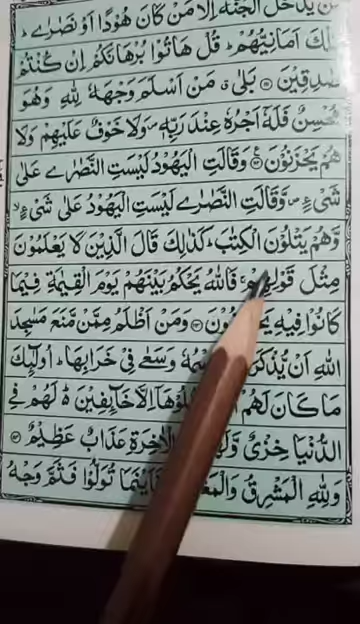 يَّدْخُلَ الْجَنَّةَ اِلَّا مَنْ كَانَ هُوْدًا اَوْ نَصٰرٰے ؕ
تِلْكَ اَمَانِيُّهُمْ ؕ قُلْ هَاتُوْا بُرْهَانَكُمْ اِنْ كُنْتُمْ
صٰدِقِيْنَ ۝ بَلٰى ۗ مَنْ اَسْلَمَ وَجْهَهٗ لِلّٰهِ وَهُوَ
مُحْسِنٌ فَلَهٗٓ اَجْرُهٗ عِنْدَ رَبِّهٖ ۪ وَلَا خَوْفٌ عَلَيْهِمْ وَلَا
هُمْ يَحْزَنُوْنَ ۝ وَقَالَتِ الْيَهُوْدُ لَيْسَتِ النَّصٰرٰے عَلٰى
شَیْءٍ ۪ وَّقَالَتِ النَّصٰرٰے لَيْسَتِ الْيَهُوْدُ عَلٰى شَیْءٍ ۙ
وَّهُمْ يَتْلُوْنَ الْكِتٰبَ ؕ كَذٰلِكَ قَالَ الَّذِيْنَ لَا يَعْلَمُوْنَ
مِثْلَ قَوْلِهِمْ ۚ فَاللّٰهُ يَحْكُمُ بَيْنَهُمْ يَوْمَ الْقِيٰمَةِ فِيْمَا
كَانُوْا فِيْهِ ۝ وَمَنْ اَظْلَمُ مِمَّنْ مَّنَعَ مَسٰجِدَ
اللّٰهِ اَنْ يُّذْكَرَ وَسَعٰى فِيْ خَرَابِهَا ؕ اُولٰٓئِكَ
مَا كَانَ لَهُمْ اِلَّا خَآئِفِيْنَ ؕ۬ لَهُمْ فِی
الدُّنْيَا خِزْیٌ الْاٰخِرَةِ عَذَابٌ عَظِيْمٌ ۝
وَلِلّٰهِ الْمَشْرِقُ فَاَيْنَمَا تُوَلُّوْا فَثَمَّ وَجْهُ